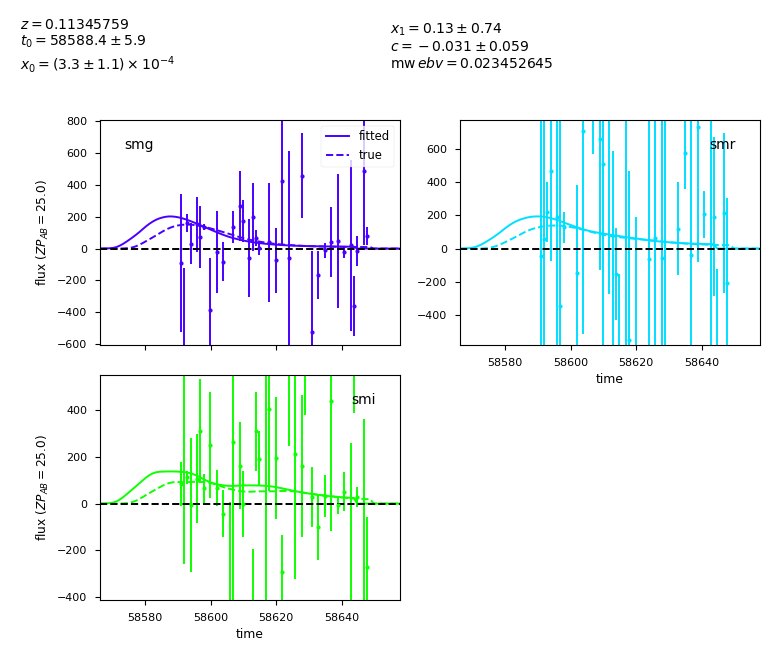 z = 0.11345759
t0 = 58588.4 ± 5.9
x0 = (3.3 ± 1.1) × 10^−4
x1 = 0.13 ± 0.74
c = −0.031 ± 0.059
mw ebv = 0.023452645
800
600
400
200
0
−200
−400
−600
flux (ZP_AB = 25.0)
smg
fitted
true
600
400
200
0
−200
−400
smr
58580 58600 58620 58640
time
400
200
0
−200
−400
flux (ZP_AB = 25.0)
smi
58580 58600 58620 58640
time